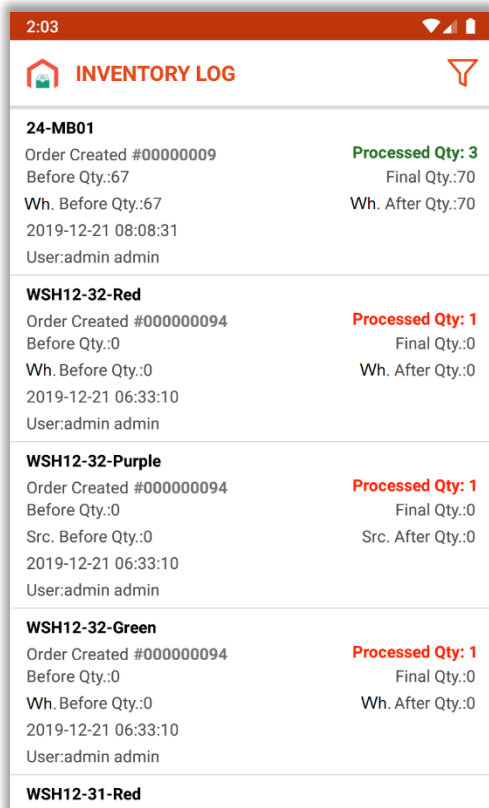 2:03
INVENTORY LOG
24-MB01
Order Created #00000009 Processed Qty: 3
Before Qty.:67 Final Qty.:70
Wh. Before Qty.:67 Wh. After Qty.:70
2019-12-21 08:08:31
User:admin admin
WSH12-32-Red
Order Created #000000094 Processed Qty: 1
Before Qty.:0 Final Qty.:0
Wh. Before Qty.:0 Wh. After Qty.:0
2019-12-21 06:33:10
User:admin admin
WSH12-32-Purple
Order Created #000000094 Processed Qty: 1
Before Qty.:0 Final Qty.:0
Src. Before Qty.:0 Src. After Qty.:0
2019-12-21 06:33:10
User:admin admin
WSH12-32-Green
Order Created #000000094 Processed Qty: 1
Before Qty.:0 Final Qty.:0
Wh. Before Qty.:0 Wh. After Qty.:0
2019-12-21 06:33:10
User:admin admin
WSH12-31-Red